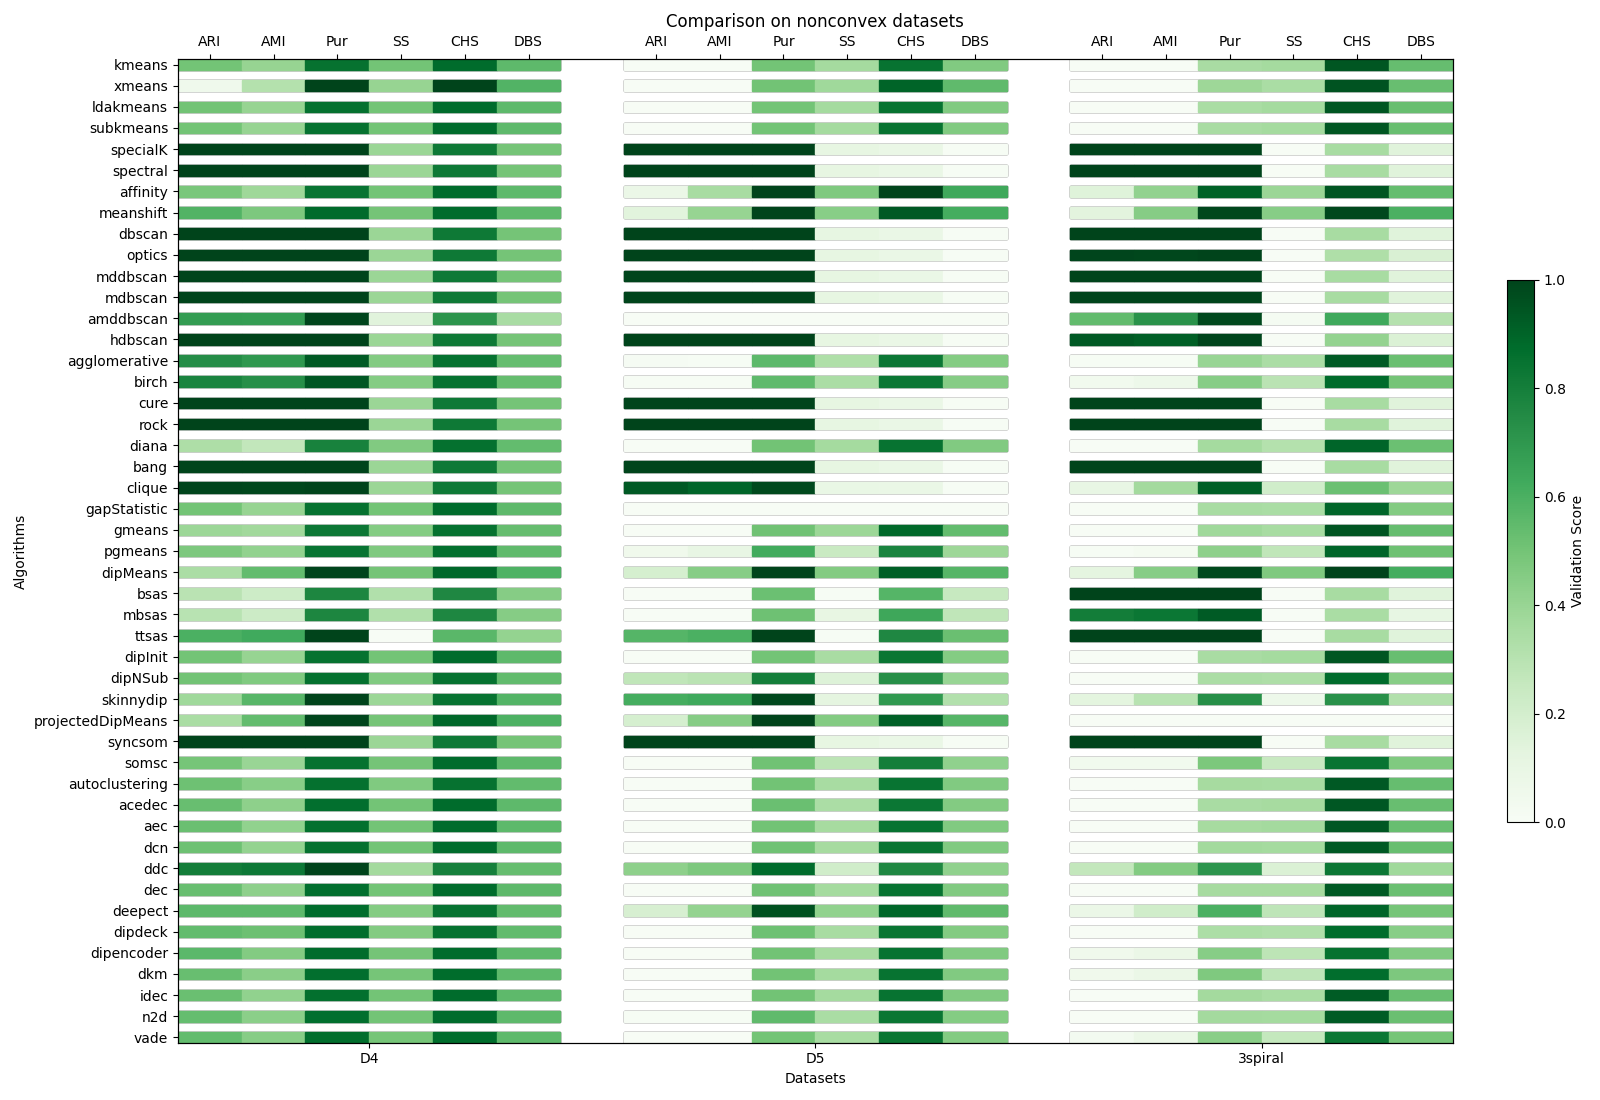 Comparison on nonconvex datasets
ARI AMI Pur SS CHS DBS ARI AMI Pur SS CHS DBS ARI AMI Pur SS CHS DBS
kmeans
xmeans
ldakmeans
subkmeans
specialK
spectral
affinity
meanshift
dbscan
optics
mddbscan
mdbscan
amddbscan
hdbscan
agglomerative
birch
cure
rock
diana
bang
clique
gapStatistic
gmeans
pgmeans
dipMeans
bsas
mbsas
ttsas
dipInit
dipNSub
skinnydip
projectedDipMeans
syncsom
somsc
autoclustering
acedec
aec
dcn
ddc
dec
deepect
dipdeck
dipencoder
dkm
idec
n2d
vade
Algorithms
D4 D5 3spiral
Datasets
1.0
0.8
0.6
0.4
0.2
0.0
Validation Score